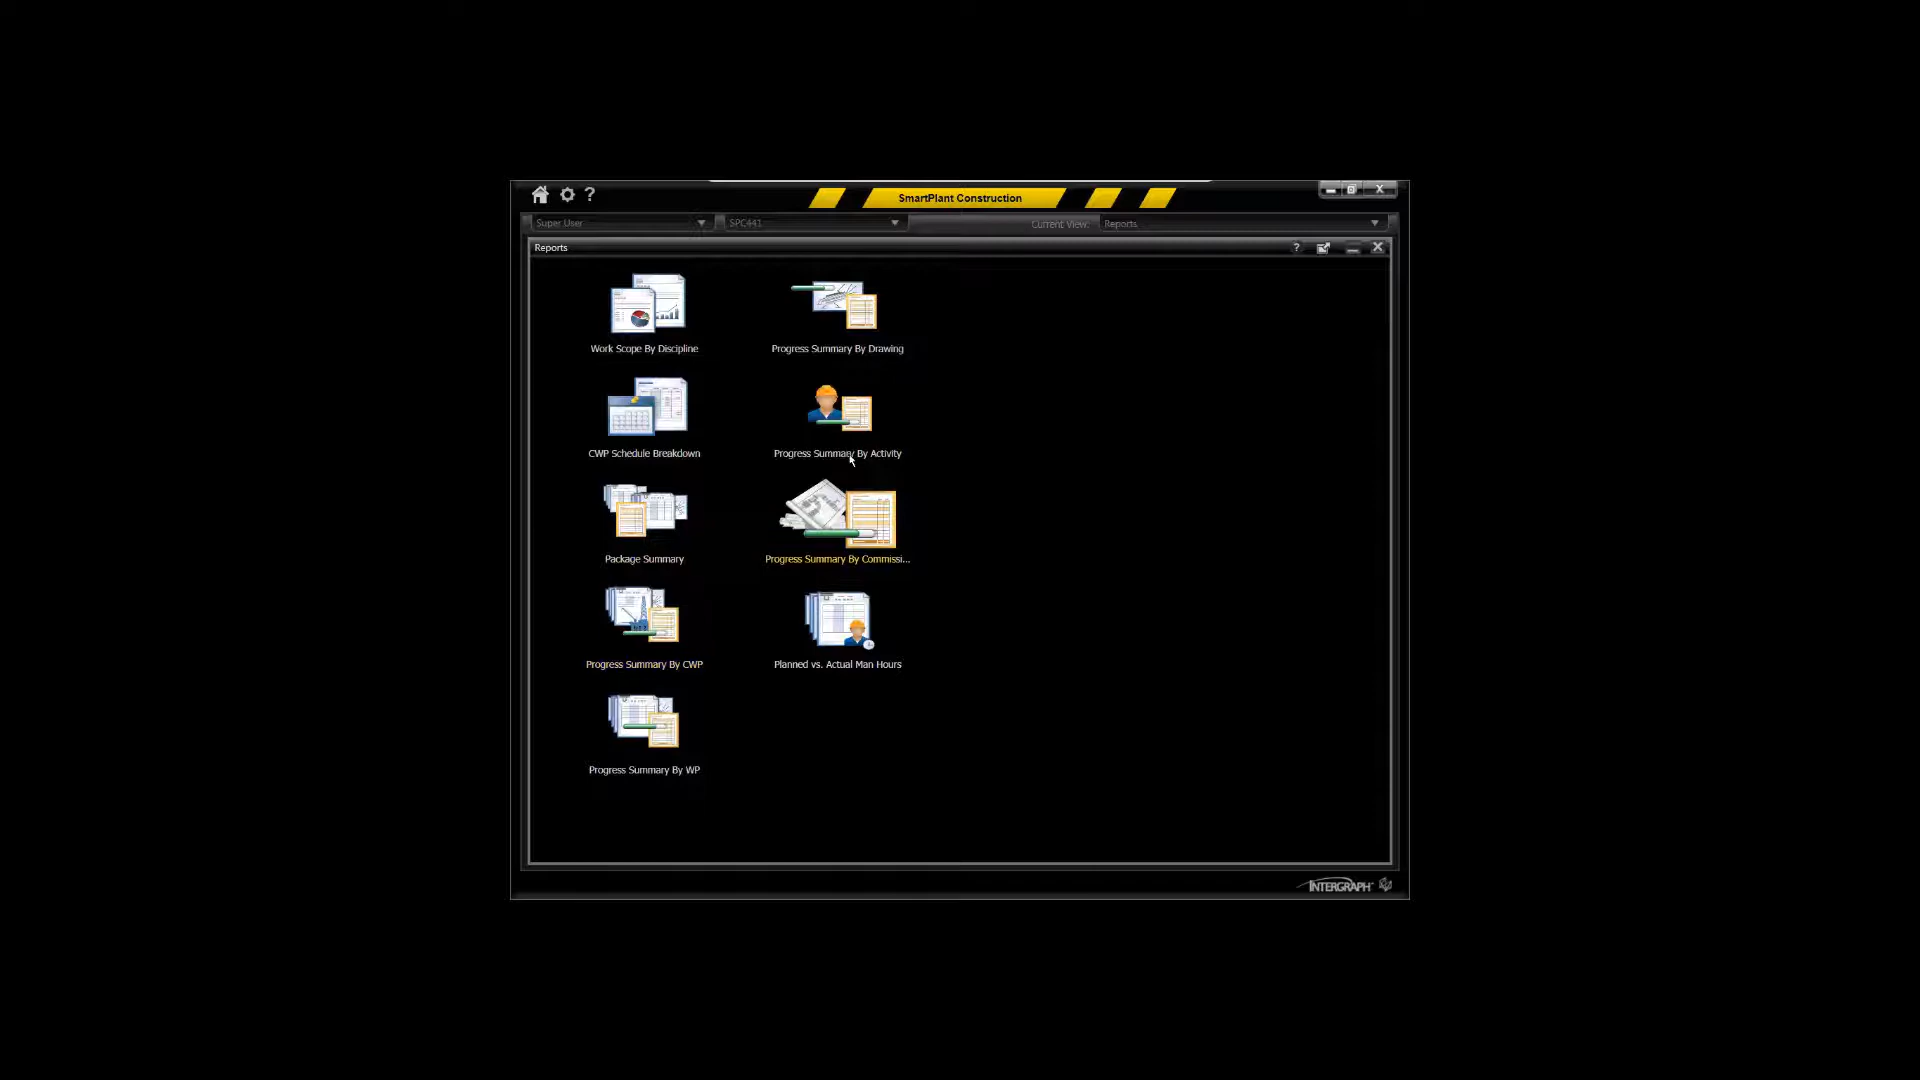 ?
SmartPlant Construction
X
Super User
SPC441
Current View:
Reports
Reports
?
Work Scope By Discipline
Progress Summary By Drawing
CWP Schedule Breakdown
Progress Summary By Activity
Package Summary
Progress Summary By Commissi...
Progress Summary By CWP
Planned vs. Actual Man Hours
Progress Summary By WP
INTERGRAPH